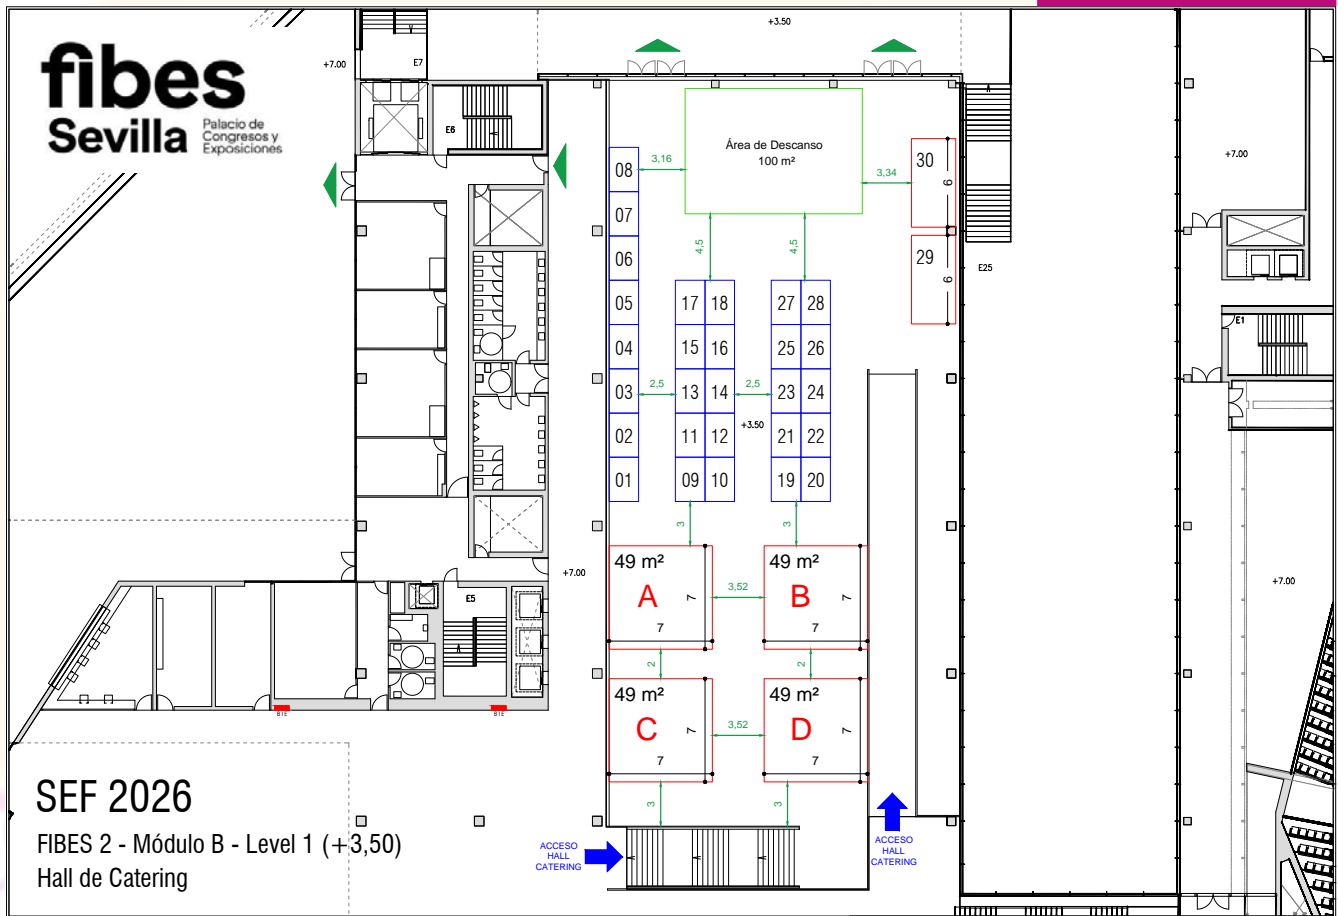 +3.50
+7.00
E7
fibes
Sevilla
Palacio de
Congresos y
Exposiciones
E6
Área de Descanso
100 m²
08
3,16
30
3,34
6
+7.00
07
06
4,5
4,5
29
6
E25
05
17
18
27
28
04
15
16
25
26
E1
03
2,5
13
14
2,5
23
24
+3.50
02
11
12
21
22
01
09
10
19
20
3
3
49 m²
A
7
7
3,52
49 m²
B
7
7
+7.00
+7.00
E5
2
2
49 m²
C
7
7
3,52
49 m²
D
7
7
BIE
BIE
3
3
SEF 2026
FIBES 2 - Módulo B - Level 1 (+3,50)
Hall de Catering
ACCESO
HALL
CATERING
ACCESO
HALL
CATERING